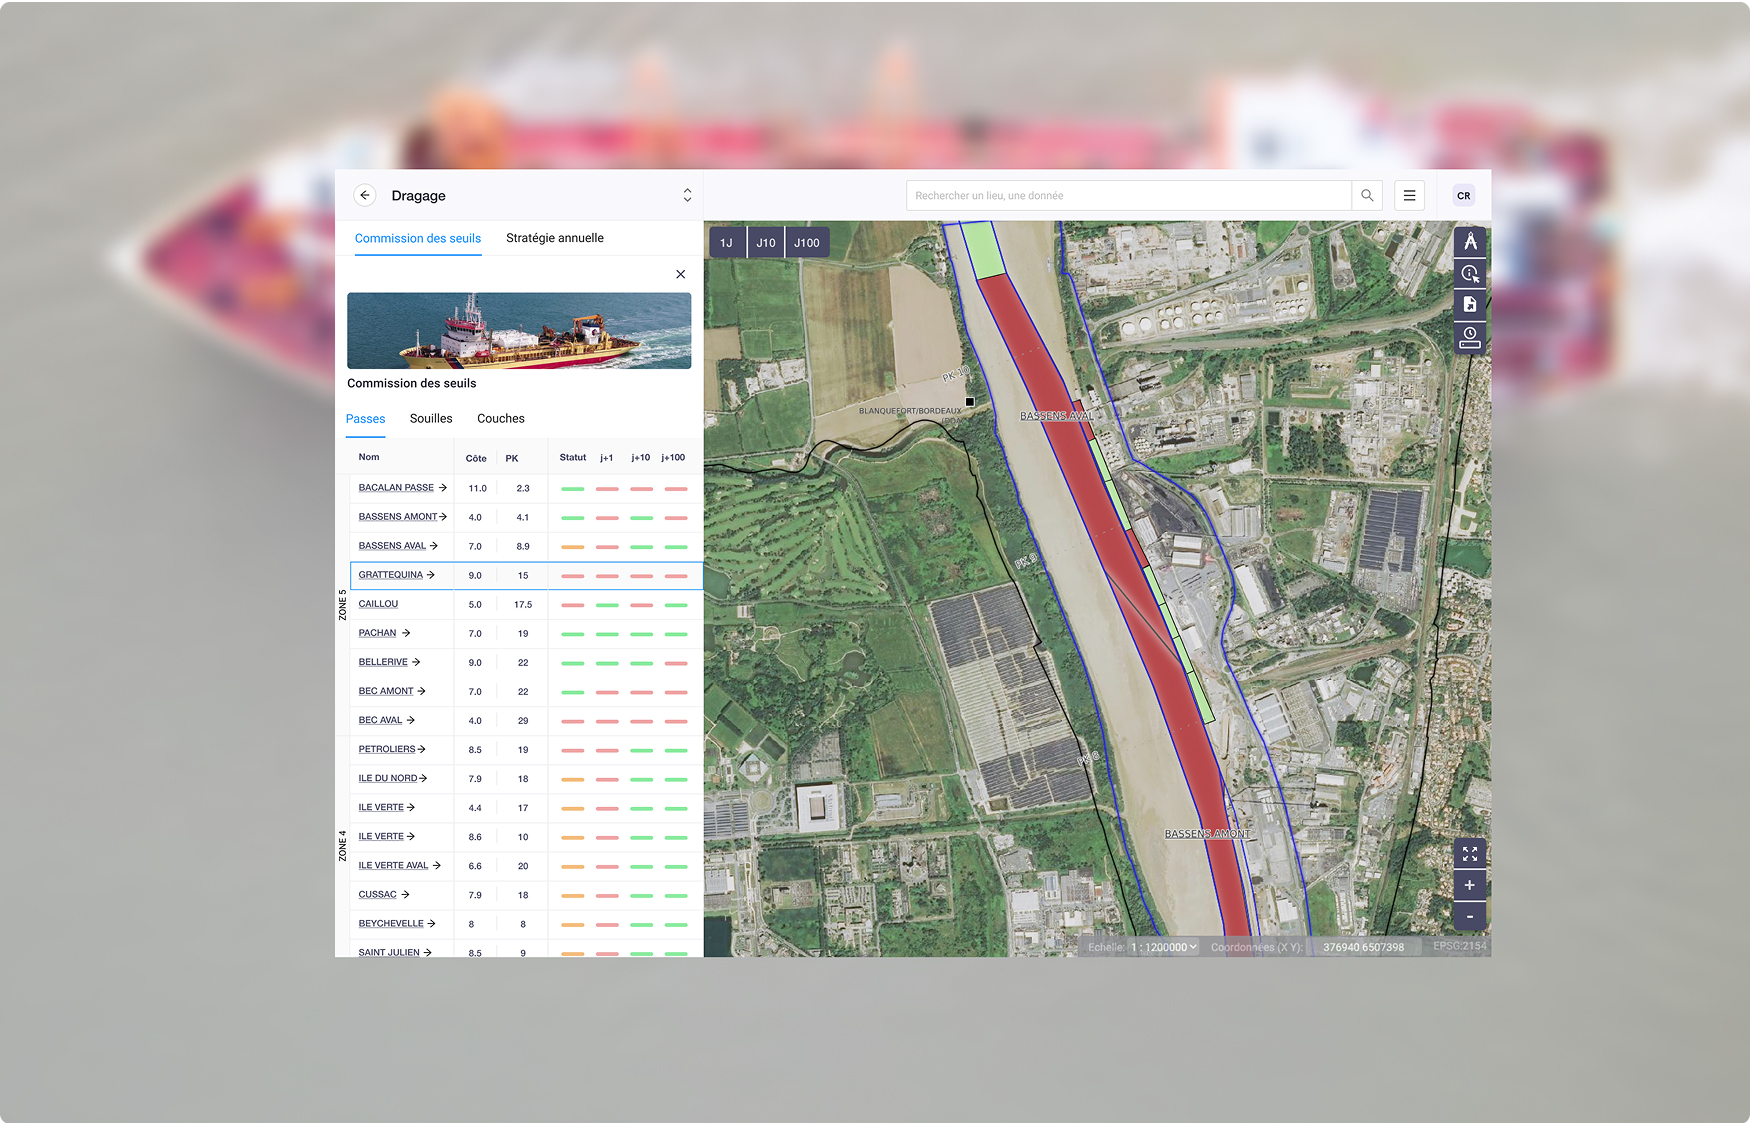 Dragage
Rechercher un lieu, une donnée
CR
Commission des seuils Stratégie annuelle
Commission des seuils
Passes Souilles Couches
Nom Côte PK Statut j+1 j+10 j+100
ZONE 5
BACALAN PASSE → 11.0 2.3
BASSENS AMONT → 4.0 4.1
BASSENS AVAL → 7.0 8.9
GRATTEQUINA → 9.0 15
CAILLOU 5.0 17.5
PACHAN → 7.0 19
BELLERIVE → 9.0 22
BEC AMONT → 7.0 22
BEC AVAL → 4.0 29
ZONE 4
PETROLIERS → 8.5 19
ILE DU NORD → 7.9 18
ILE VERTE → 4.4 17
ILE VERTE → 8.6 10
ILE VERTE AVAL → 6.6 20
CUSSAC → 7.9 18
BEYCHEVELLE → 8 8
SAINT JULIEN → 8.5 9
1J J10 J100
PK 10
BLANQUEFORT/BORDEAUX
BASSENS AVAL
PK 9
PK 8
BASSENS AMONT
+
-
Echelle: 1 : 1200000 Coordonnées (X Y): 376940 6507398 EPSG:2154